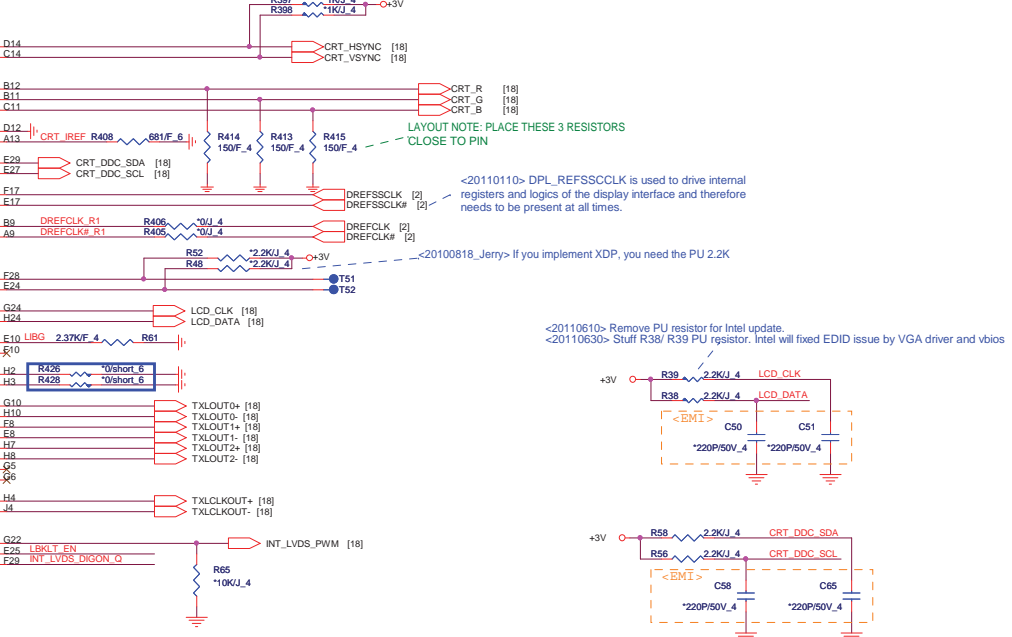 R397 *1K/J_4 +3V
R398 *1K/J_4
D14 CRT_HSYNC [18]
C14 CRT_VSYNC [18]
B12 CRT_R [18]
B11 CRT_G [18]
C11 CRT_B [18]
D12
A13 CRT_IREF R408 681/F_6
R414 150/F_4
R413 150/F_4
R415 150/F_4
LAYOUT NOTE: PLACE THESE 3 RESISTORS
CLOSE TO PIN
E29 CRT_DDC_SDA [18]
E27 CRT_DDC_SCL [18]
F17 DREFSSCLK [2]
E17 DREFSSCLK# [2]
<20110110> DPL_REFSSCCLK is used to drive internal
registers and logics of the display interface and therefore
needs to be present at all times.
B9 DREFCLK_R1 R406 *0/J_4 DREFCLK [2]
A9 DREFCLK#_R1 R405 *0/J_4 DREFCLK# [2]
R52 *2.2K/J_4 +3V
R48 *2.2K/J_4
<20100818_Jerry> If you implement XDP, you need the PU 2.2K
F28 T51
E24 T52
G24 LCD_CLK [18]
H24 LCD_DATA [18]
E10 LIBG 2.37K/F_4 R61
F10
H2 R426 *0/short_6
H3 R428 *0/short_6
G10 TXLOUT0+ [18]
H10 TXLOUT0- [18]
F8 TXLOUT1+ [18]
E8 TXLOUT1- [18]
H7 TXLOUT2+ [18]
H8 TXLOUT2- [18]
G5
G6
H4 TXLCLKOUT+ [18]
J4 TXLCLKOUT- [18]
G22 INT_LVDS_PWM [18]
E25 LBKLT_EN
F29 INT_LVDS_DIGON_Q
R65
*10K/J_4
<20110610> Remove PU resistor for Intel update.
<20110630> Stuff R38/ R39 PU resistor. Intel will fixed EDID issue by VGA driver and vbios
+3V R39 2.2K/J_4 LCD_CLK
R38 2.2K/J_4 LCD_DATA
<EMI> C50 C51
*220P/50V_4 *220P/50V_4
+3V R58 2.2K/J_4 CRT_DDC_SDA
R56 2.2K/J_4 CRT_DDC_SCL
<EMI> C58 C65
*220P/50V_4 *220P/50V_4